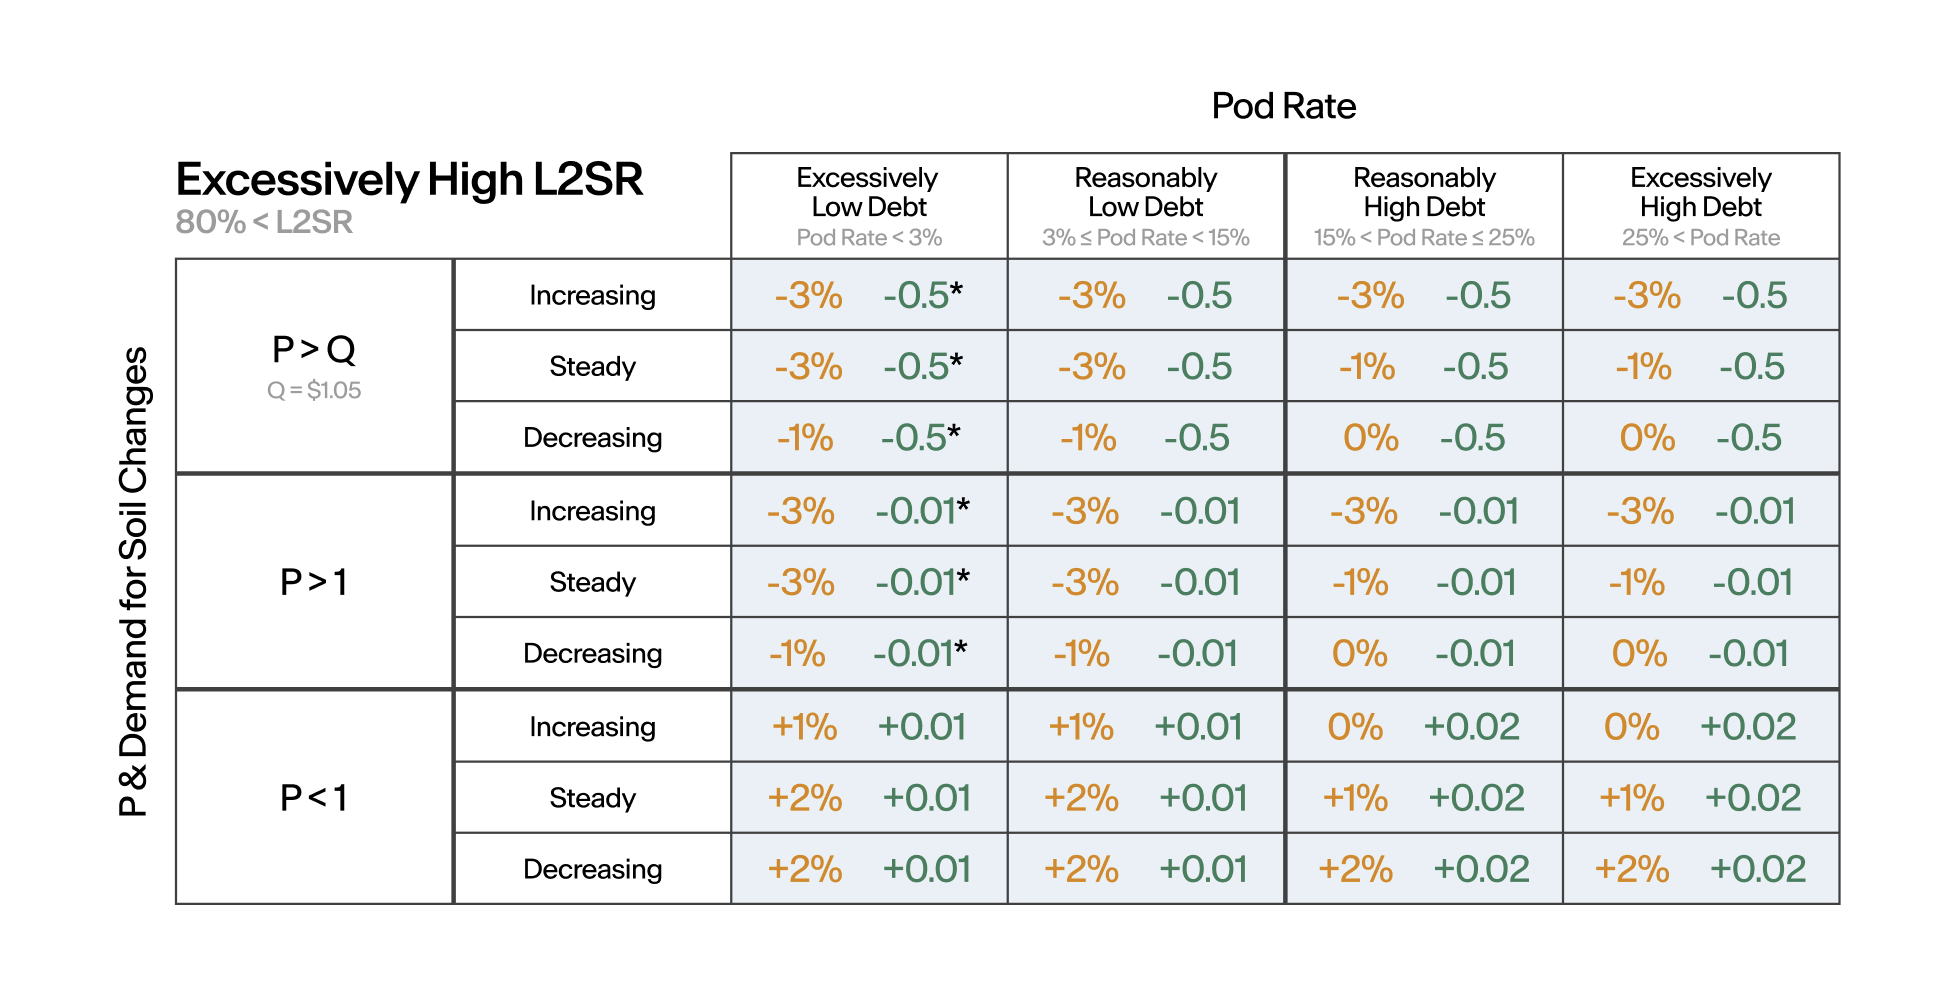 Pod Rate
Excessively High L2SR
80% < L2SR
Excessively
Low Debt
Pod Rate < 3%
Reasonably
Low Debt
3% ≤ Pod Rate < 15%
Reasonably
High Debt
15% < Pod Rate ≤ 25%
Excessively
High Debt
25% < Pod Rate
P & Demand for Soil Changes
P > Q
Q = $1.05
Increasing -3% -0.5* -3% -0.5 -3% -0.5 -3% -0.5
Steady -3% -0.5* -3% -0.5 -1% -0.5 -1% -0.5
Decreasing -1% -0.5* -1% -0.5 0% -0.5 0% -0.5
P > 1
Increasing -3% -0.01* -3% -0.01 -3% -0.01 -3% -0.01
Steady -3% -0.01* -3% -0.01 -1% -0.01 -1% -0.01
Decreasing -1% -0.01* -1% -0.01 0% -0.01 0% -0.01
P < 1
Increasing +1% +0.01 +1% +0.01 0% +0.02 0% +0.02
Steady +2% +0.01 +2% +0.01 +1% +0.02 +1% +0.02
Decreasing +2% +0.01 +2% +0.01 +2% +0.02 +2% +0.02